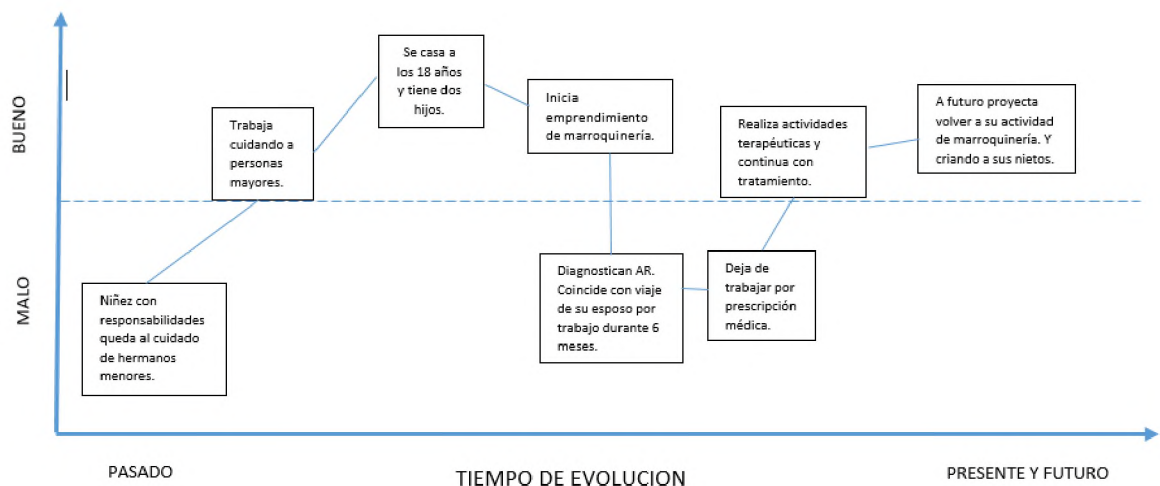 BUENO
MALO
Se casa a
los 18 años
y tiene dos
hijos.
Trabaja
cuidando a
personas
mayores.
Inicia
emprendimiento
de marroquinería.
Realiza actividades
terapéuticas y
continua con
tratamiento.
A futuro proyecta
volver a su actividad
de marroquinería. Y
criando a sus nietos.
Niñez con
responsabilidades
queda al cuidado
de hermanos
menores.
Diagnostican AR.
Coincide con viaje
de su esposo por
trabajo durante 6
meses.
Deja de
trabajar por
prescripción
médica.
PASADO
TIEMPO DE EVOLUCION
PRESENTE Y FUTURO